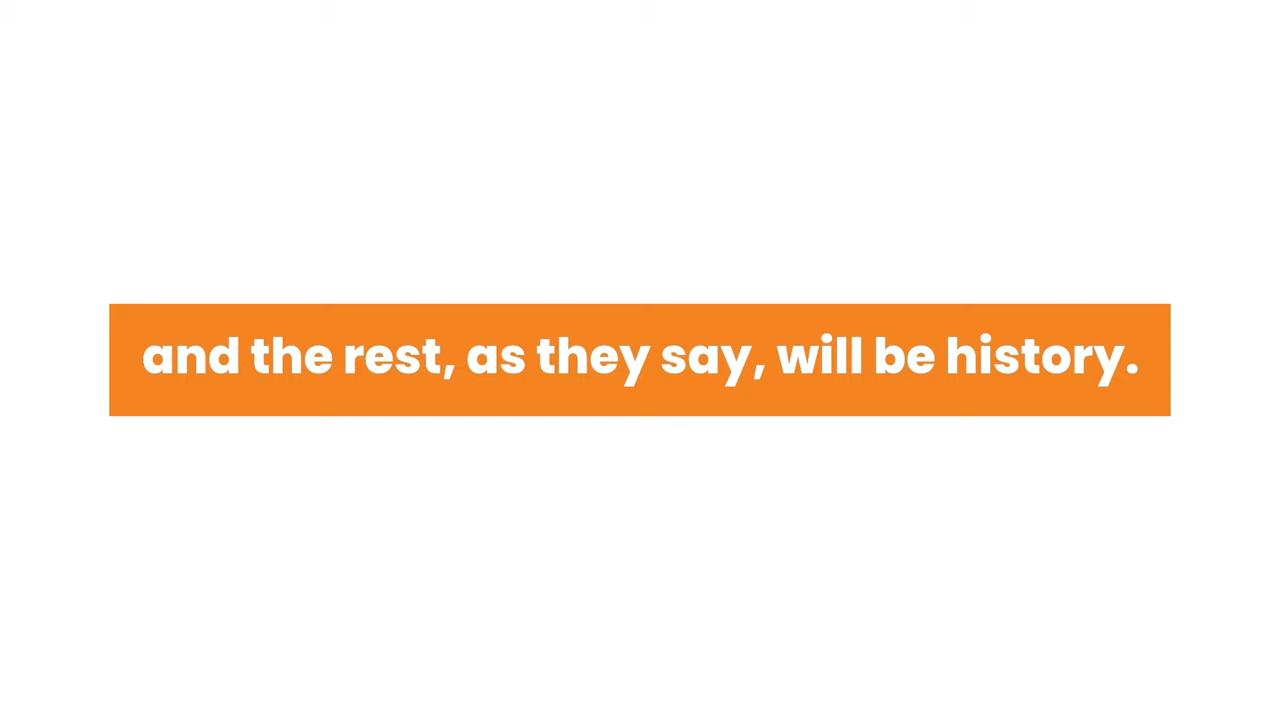 and the rest, as they say, will be history.